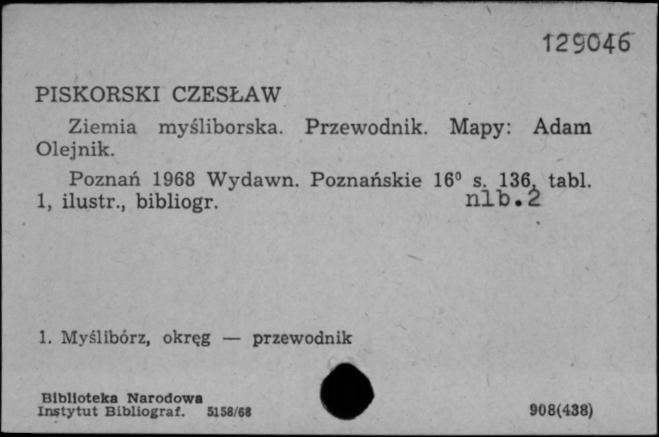 129046
PISKORSKI CZESŁAW
Ziemia myśliborska. Przewodnik. Mapy: Adam
Olejnik.
Poznań 1968 Wydawn. Poznańskie 16⁰ s. 136, tabl.
1, ilustr., bibliogr. nlb.2
1. Myślibórz, okręg — przewodnik
Biblioteka Narodowa
Instytut Bibliograf. 5158/68 908(438)